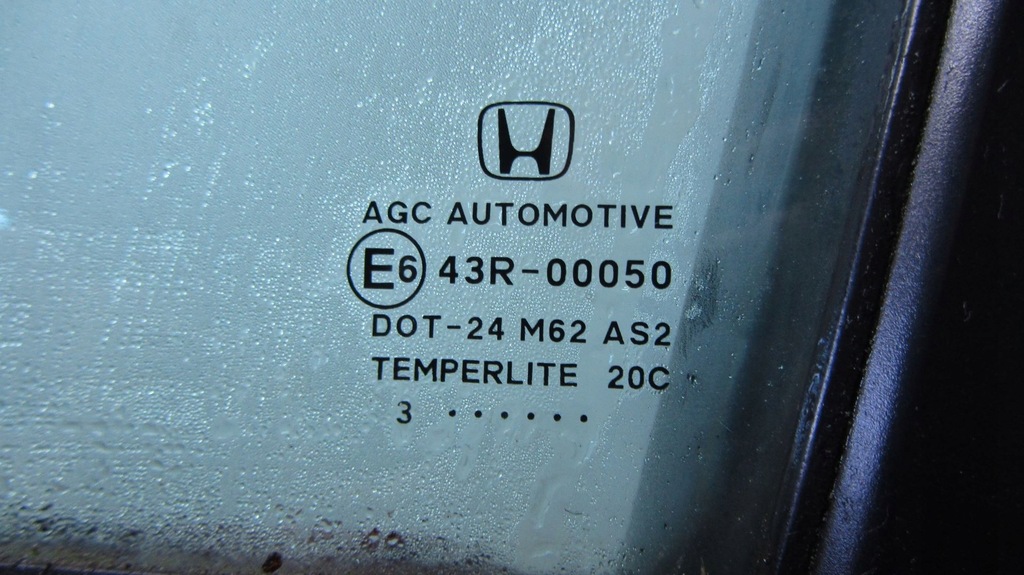 AGC AUTOMOTIVE
E6 43R-00050
DOT-24 M62 AS2
TEMPERLITE 20C
3 ······